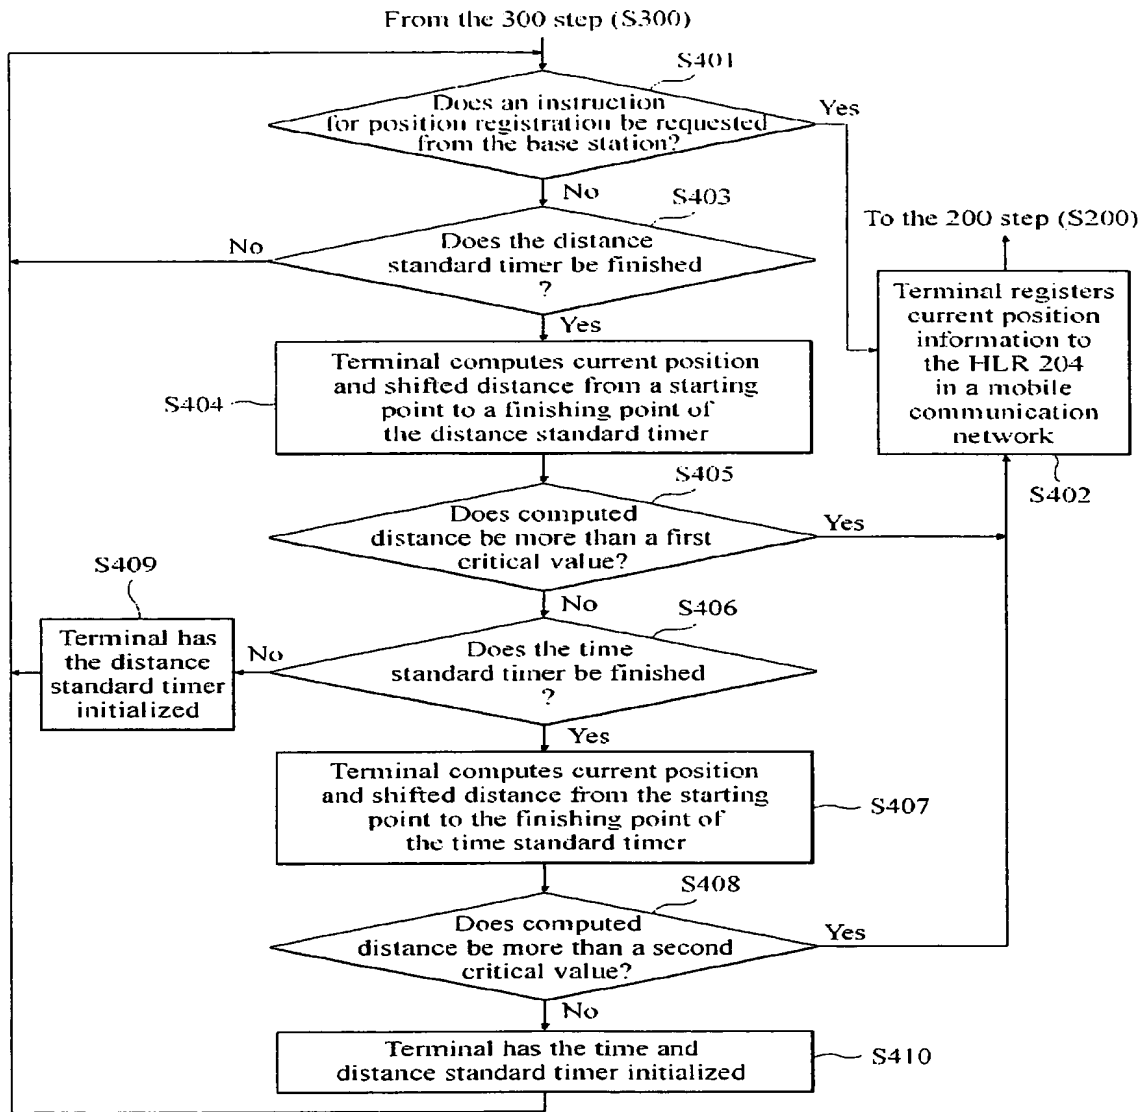 From the 300 step (S300)
S401
Does an instruction
for position registration be requested
from the base station?
Yes
No
S403
Does the distance
standard timer be finished
?
No
Yes
To the 200 step (S200)
Terminal registers
current position
information to
the HLR 204
in a mobile
communication
network
S402
S404
Terminal computes current position
and shifted distance from a starting
point to a finishing point of
the distance standard timer
S405
Does computed
distance be more than a first
critical value?
Yes
No
S409
Terminal has
the distance
standard timer
initialized
S406
Does the time
standard timer be finished
?
No
Yes
Terminal computes current position
and shifted distance from the starting
point to the finishing point of
the time standard timer
S407
S408
Does computed
distance be more than a second
critical value?
Yes
No
Terminal has the time and
distance standard timer initialized
S410